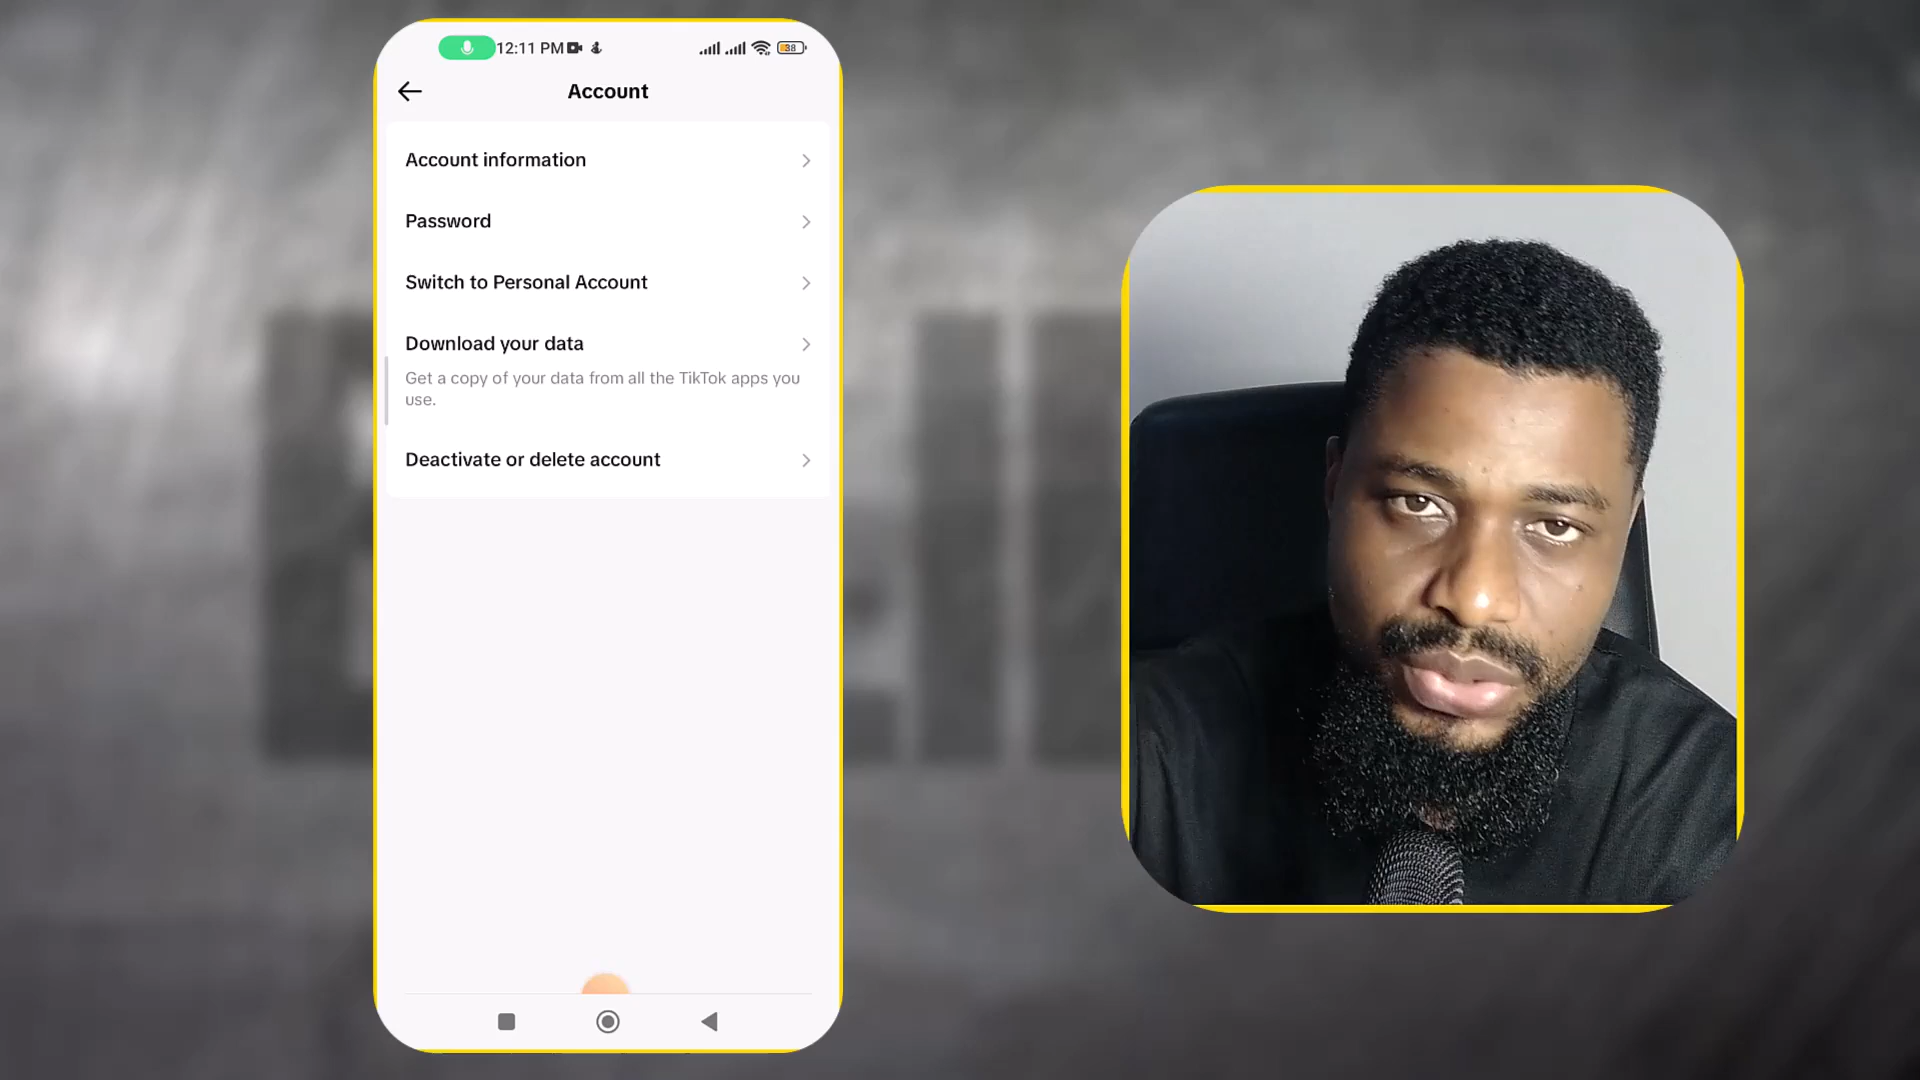 12:11 PM
38
Account
Account information
Password
Switch to Personal Account
Download your data
Get a copy of your data from all the TikTok apps you
use.
Deactivate or delete account